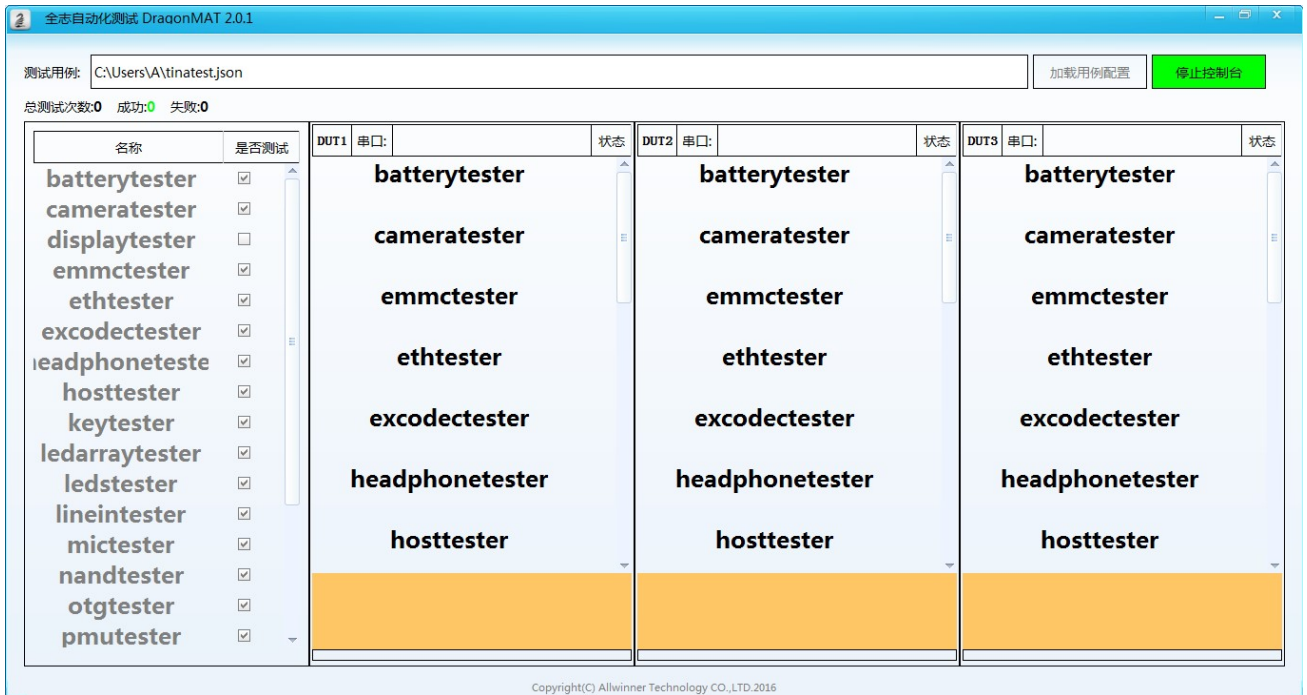 全志自动化测试 DragonMAT 2.0.1
测试用例: C:\Users\A\tinatest.json 加载用例配置 停止控制台
总测试次数:0 成功:0 失败:0
名称 是否测试
batterytester
cameratester
displaytester
emmctester
ethtester
excodectester
headphoneteste
hosttester
keytester
ledarraytester
ledstester
lineintester
mictester
nandtester
otgtester
pmutester
DUT1 串口: 状态
batterytester
cameratester
emmctester
ethtester
excodectester
headphonetester
hosttester
DUT2 串口: 状态
batterytester
cameratester
emmctester
ethtester
excodectester
headphonetester
hosttester
DUT3 串口: 状态
batterytester
cameratester
emmctester
ethtester
excodectester
headphonetester
hosttester
Copyright(C) Allwinner Technology CO.,LTD.2016